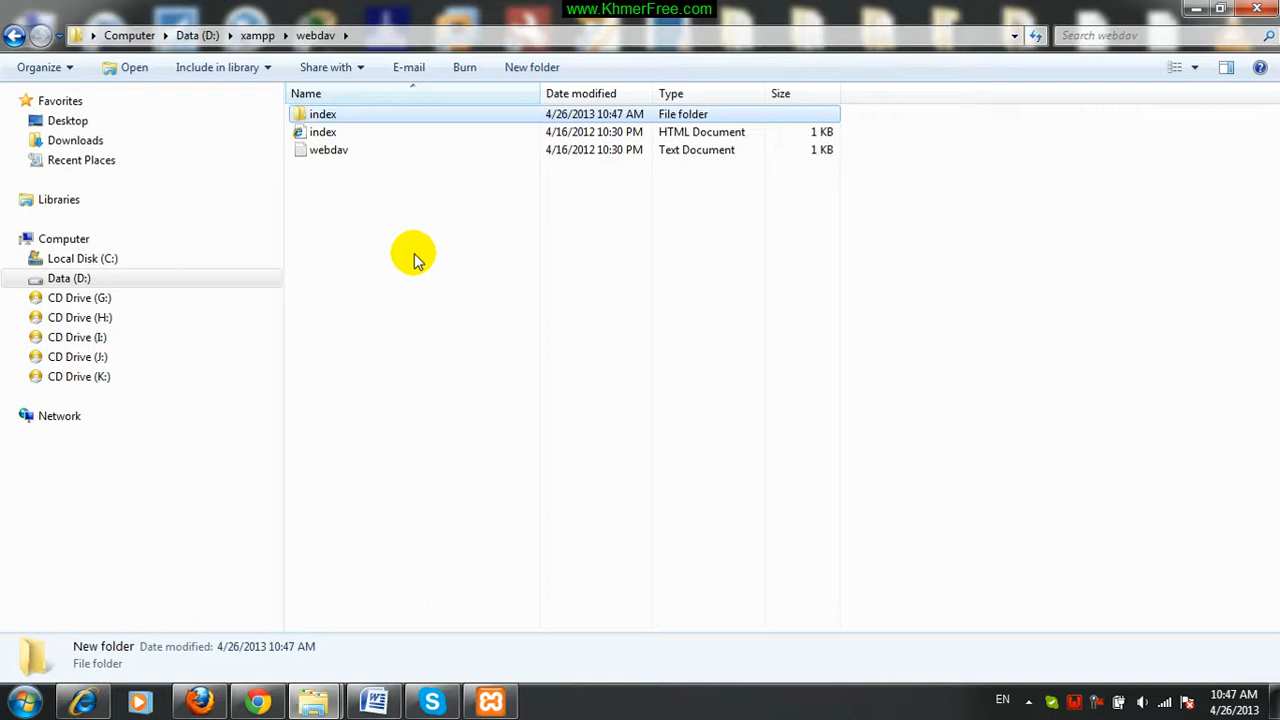 www.KhmerFree.com
Computer Data (D:) xampp webdav
Search webdav
Organize Open Include in library Share with E-mail Burn New folder
Name Date modified Type Size
index 4/26/2013 10:47 AM File folder
index 4/16/2012 10:30 PM HTML Document 1 KB
webdav 4/16/2012 10:30 PM Text Document 1 KB
Favorites
Desktop
Downloads
Recent Places
Libraries
Computer
Local Disk (C:)
Data (D:)
CD Drive (G:)
CD Drive (H:)
CD Drive (I:)
CD Drive (J:)
CD Drive (K:)
Network
New folder Date modified: 4/26/2013 10:47 AM
File folder
EN
10:47 AM
4/26/2013